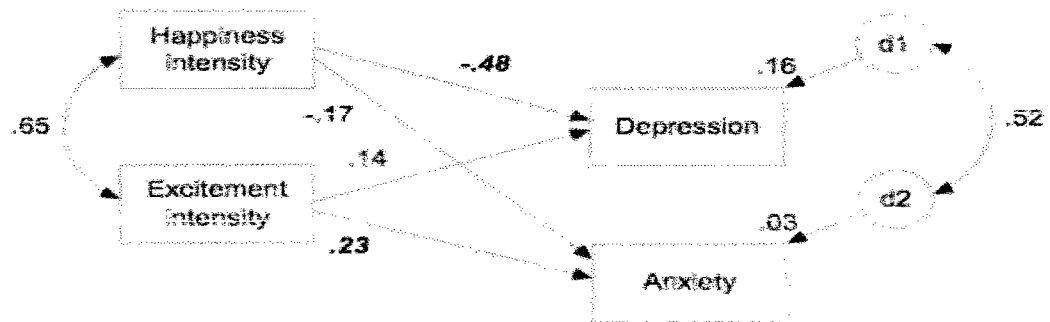 Happiness
intensity
-.48
d1
.16
.65
-.17
Depression
.52
.14
Excitement
intensity
d2
.03
.23
Anxiety